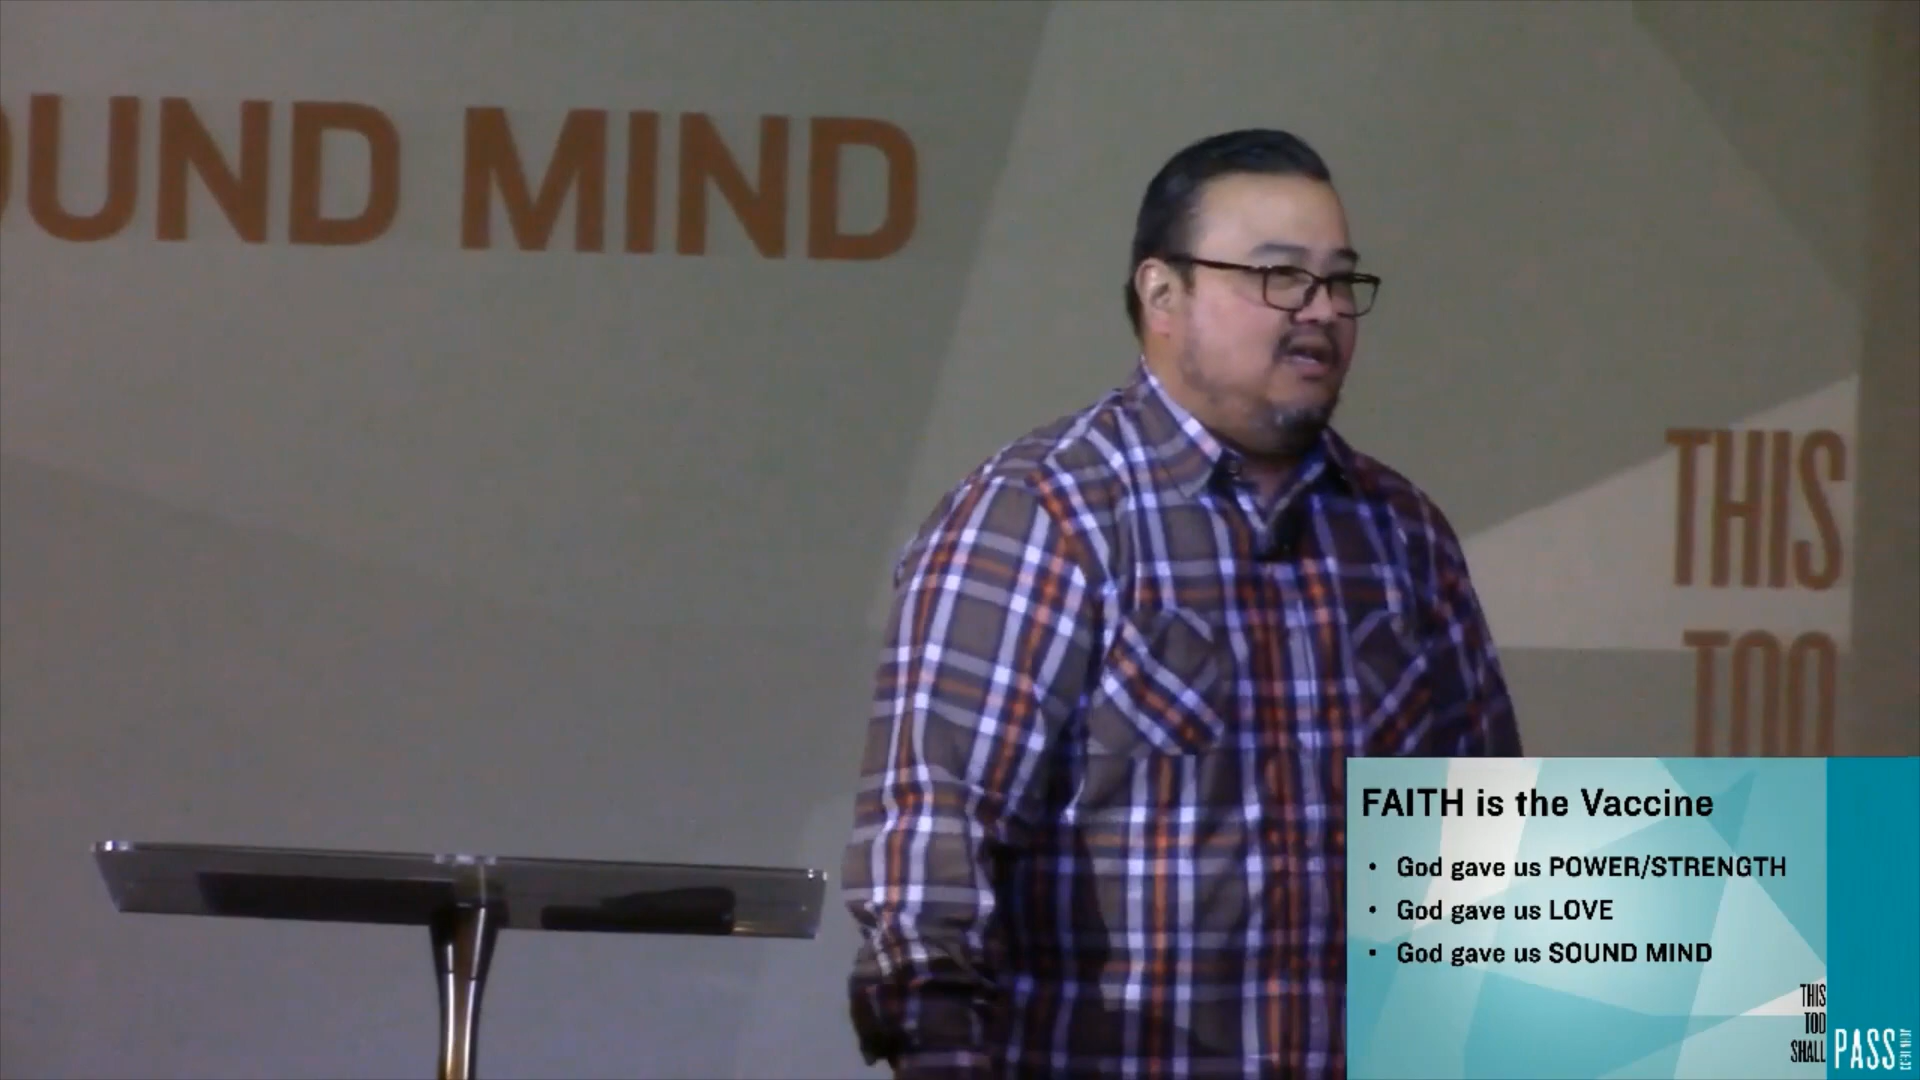 OUND MIND
THIS
TOO
FAITH is the Vaccine
• God gave us POWER/STRENGTH
• God gave us LOVE
• God gave us SOUND MIND
THIS
TOO
SHALL
PASS